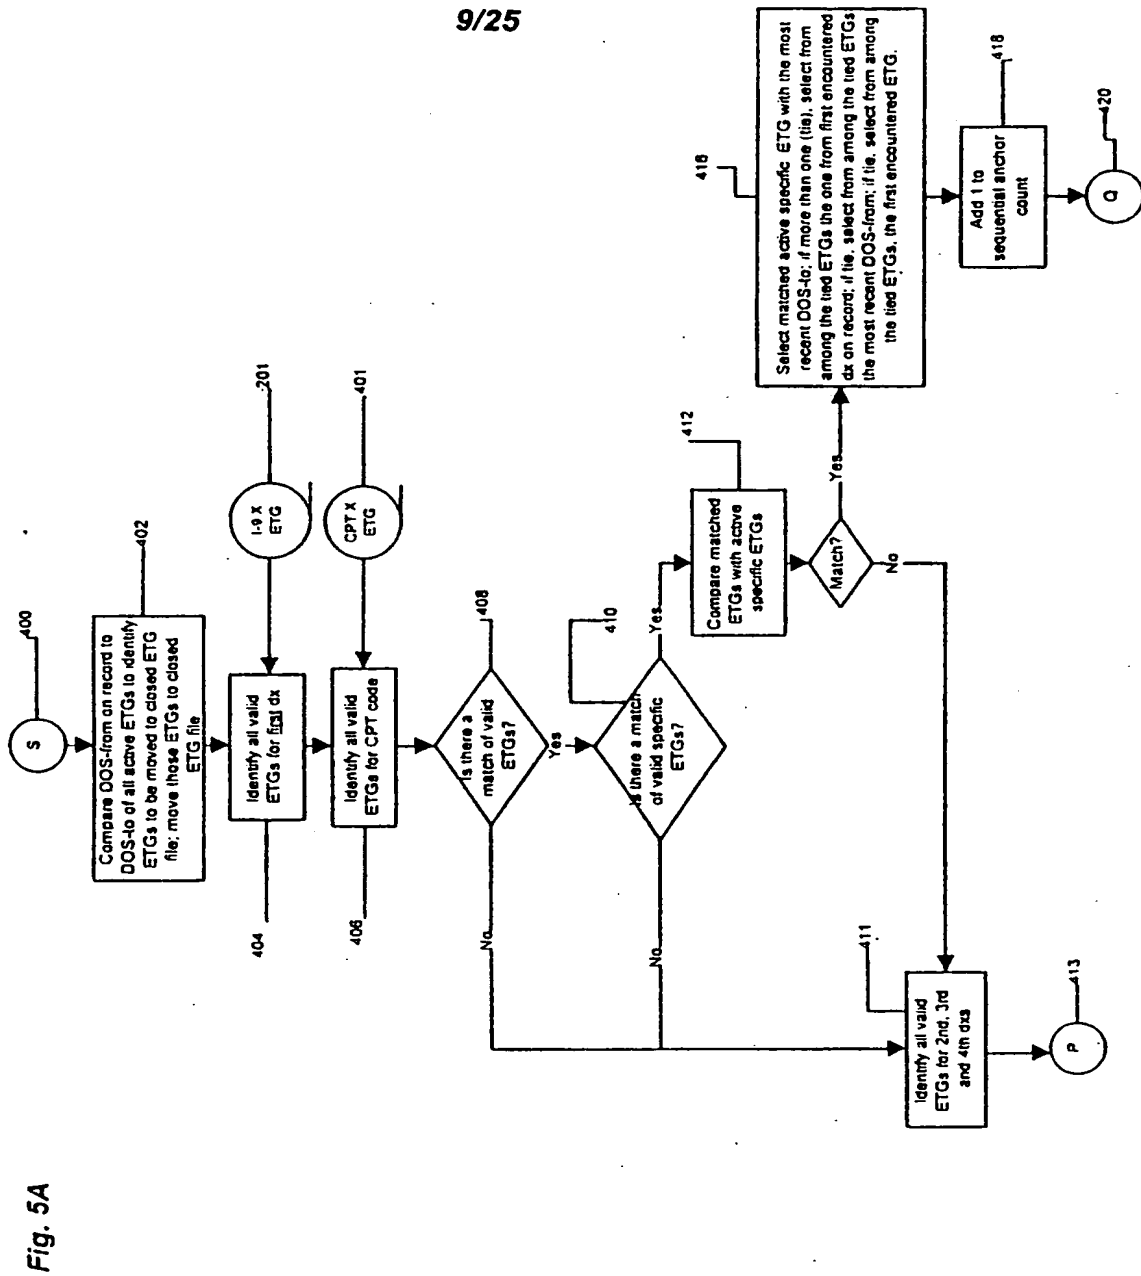 9/25
Fig. 5A
S
400
Compare DOS-from on record to
DOS-to of all active ETGs to identify
ETGs to be moved to closed ETG
file; move those ETGs to closed
ETG file
402
I-9 X
ETG
201
Identify all valid
ETGs for first dx
404
CPT X
ETG
401
Identify all valid
ETGs for CPT code
406
Is there a
match of valid
ETGs?
408
No
Yes
Is there a match
of valid specific
ETGs?
410
No
Yes
Compare matched
ETGs with active
specific ETGs
412
Match?
Yes
No
Select matched active specific ETG with the most
recent DOS-to; if more than one (tie), select from
among the tied ETGs the one from first encountered
dx on record; if tie, select from among the tied ETGs
the most recent DOS-from; if tie, select from among
the tied ETGs, the first encountered ETG.
416
Add 1 to
sequential anchor
count
418
Q
420
Identify all valid
ETGs for 2nd, 3rd
and 4th dxs
411
P
413